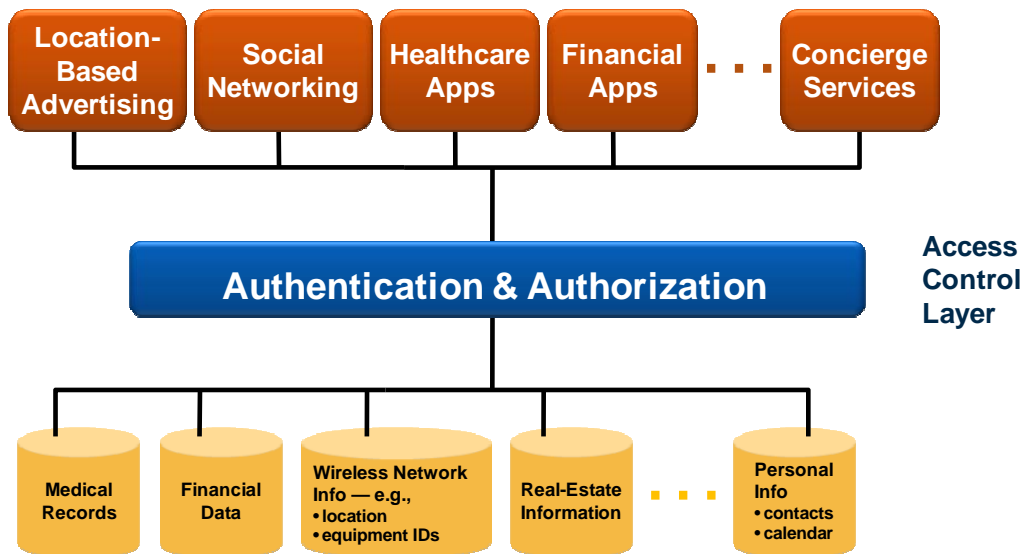 Location-
Based
Advertising
Social
Networking
Healthcare
Apps
Financial
Apps
Concierge
Services
Authentication & Authorization
Access
Control
Layer
Medical
Records
Financial
Data
Wireless Network
Info — e.g.,
• location
• equipment IDs
Real-Estate
Information
Personal
Info
• contacts
• calendar